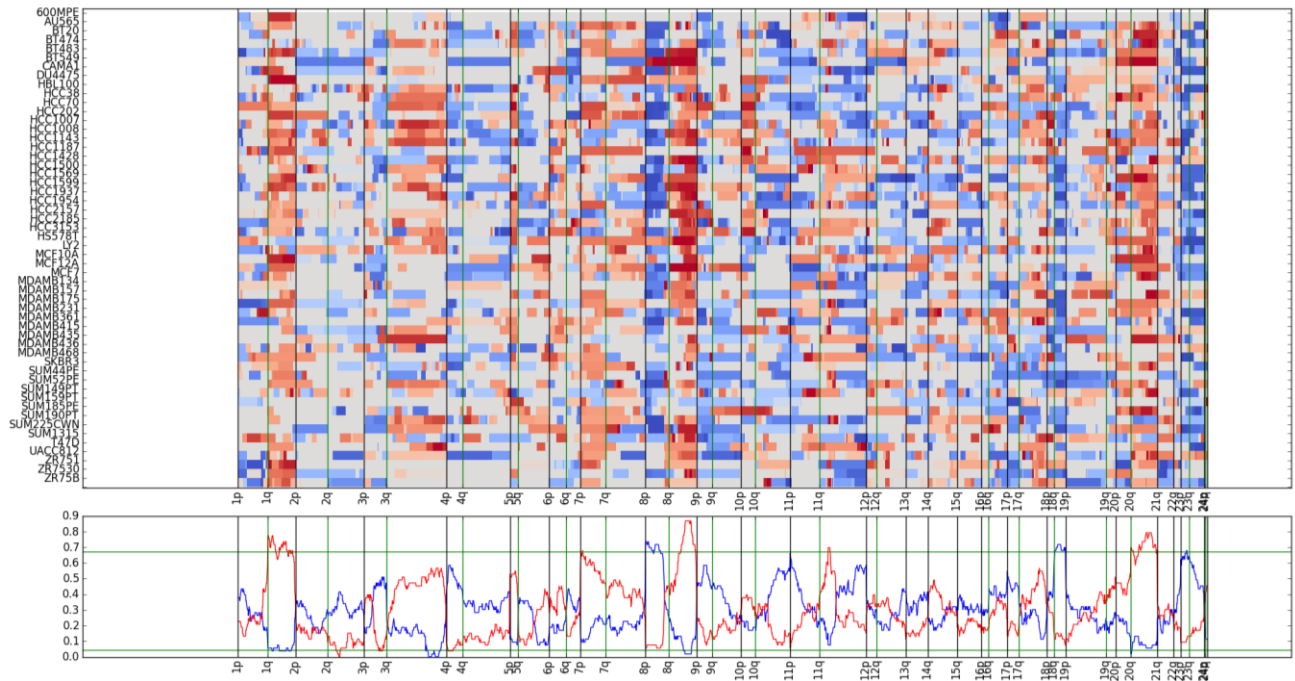 600MPE
AU565
BT20
BT474
BT483
BT549
CAMA1
DU4475
HBL100
HCC38
HCC70
HCC202
HCC1007
HCC1008
HCC1143
HCC1187
HCC1428
HCC1500
HCC1569
HCC1599
HCC1937
HCC1954
HCC2157
HCC2185
HCC3153
HS578T
LY2
MCF10A
MCF12A
MCF7
MDAMB134
MDAMB157
MDAMB175
MDAMB231
MDAMB361
MDAMB415
MDAMB435
MDAMB436
MDAMB468
SKBR3
SUM44PE
SUM52PE
SUM149PT
SUM159PT
SUM185PE
SUM190PT
SUM225CWN
SUM1315
T47D
UACC812
ZR751
ZR7530
ZR75B
1p 1q 2p 2q 3p 3q 4p 4q 5p 5q 6p 6q 7p 7q 8p 8q 9p 9q 10p 10q 11p 11q 12p 12q 13q 14q 15q 16p 16q 17p 17q 18p 18q 19p 19q 20p 20q 21q 22q 23p 23q
0.9
0.8
0.7
0.6
0.5
0.4
0.3
0.2
0.1
0.0
1p 1q 2p 2q 3p 3q 4p 4q 5p 5q 6p 6q 7p 7q 8p 8q 9p 9q 10p 10q 11p 11q 12p 12q 13q 14q 15q 16p 16q 17p 17q 18p 18q 19p 19q 20p 20q 21q 22q 23p 23q